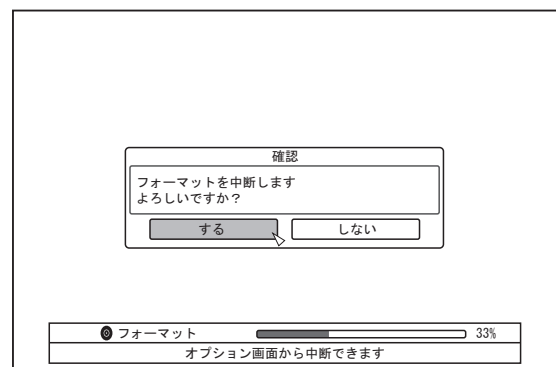 確認
フォーマットを中断します
よろしいですか？
する
しない
フォーマット 33%
オプション画面から中断できます